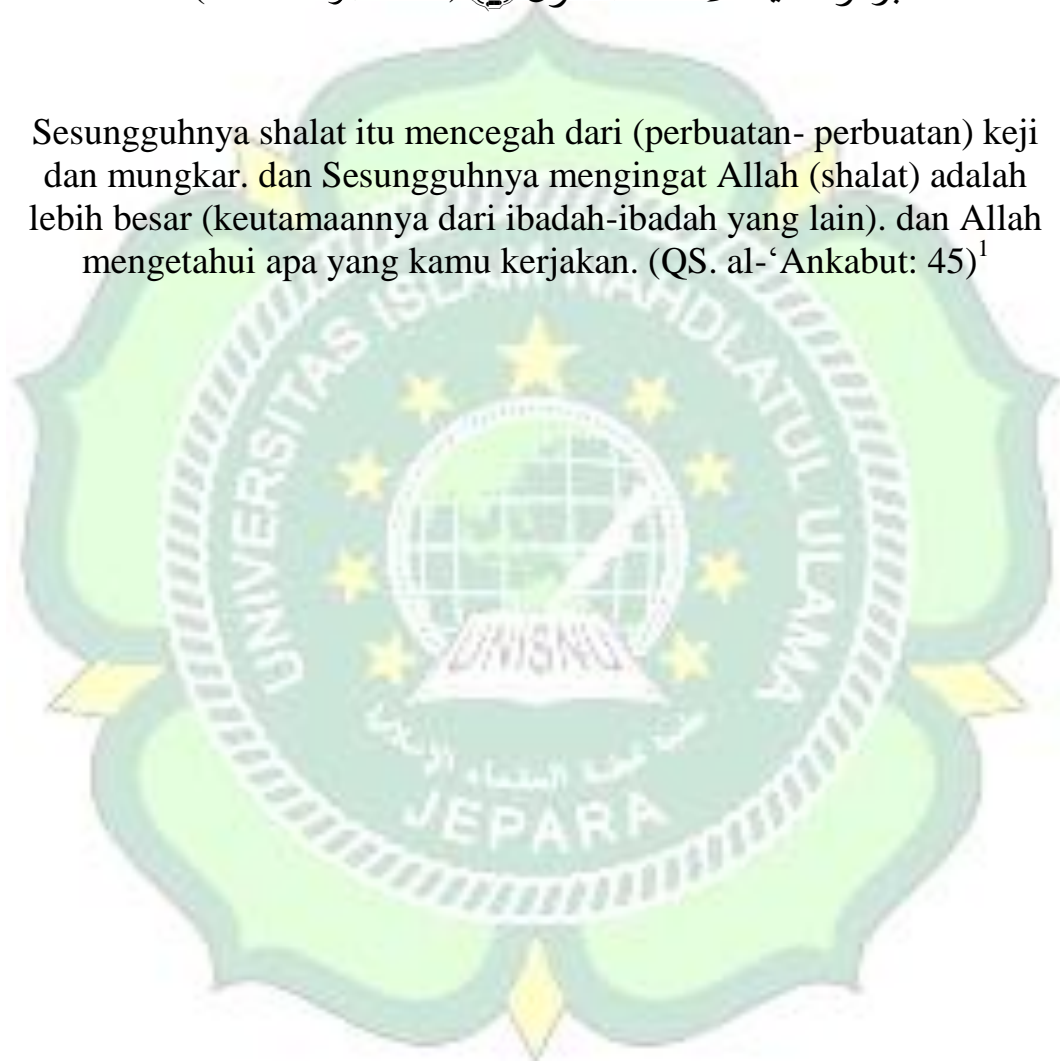 Sesungguhnya shalat itu mencegah dari (perbuatan- perbuatan) keji
dan mungkar. dan Sesungguhnya mengingat Allah (shalat) adalah
lebih besar (keutamaannya dari ibadah-ibadah yang lain). dan Allah
mengetahui apa yang kamu kerjakan. (QS. al-‘Ankabut: 45)¹
UNIVERSITAS ISLAM NAHDLATUL ULAMA
UNISNU
JEPARA